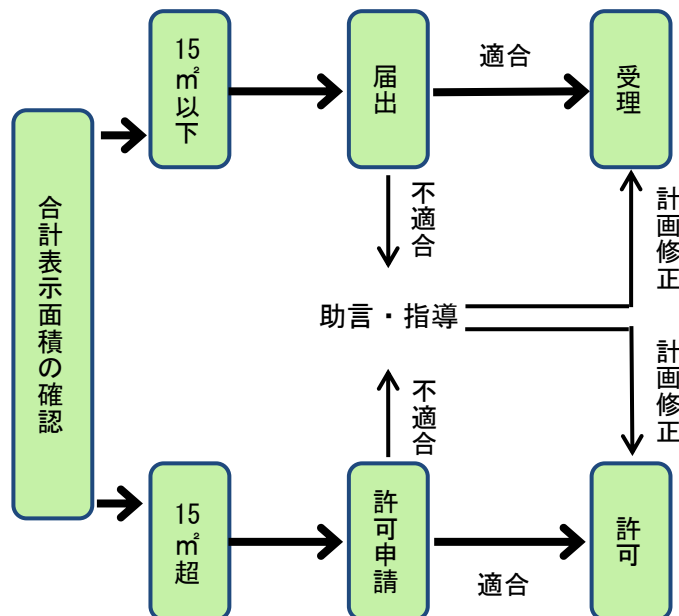 合計表示面積の確認
15㎡以下
届出
適合
受理
不適合
計画修正
助言・指導
不適合
計画修正
15㎡超
許可申請
適合
許可